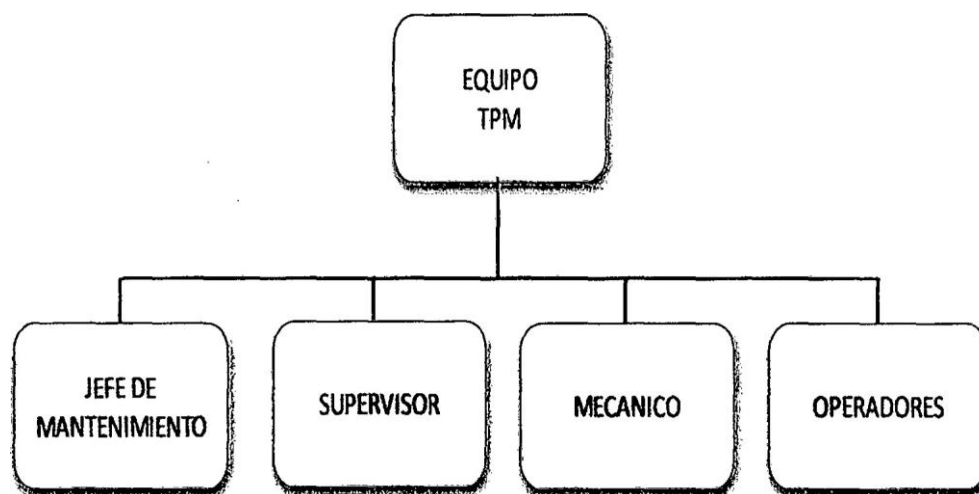 EQUIPO
TPM
JEFE DE
MANTENIMIENTO
SUPERVISOR
MECANICO
OPERADORES